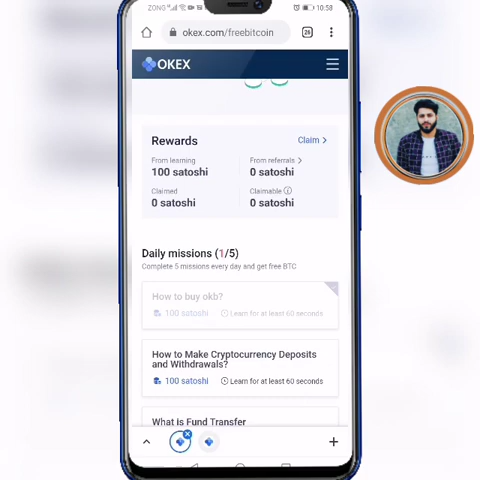 ZONG
10:58
okex.com/freebitcoin
26
OKEX
Rewards
Claim >
From learning
From referrals >
100 satoshi
0 satoshi
Claimed
Claimable
0 satoshi
0 satoshi
Daily missions (1/5)
Complete 5 missions every day and get free BTC
How to buy okb?
100 satoshi
Learn for at least 60 seconds
How to Make Cryptocurrency Deposits
and Withdrawals?
100 satoshi
Learn for at least 60 seconds
What is Fund Transfer